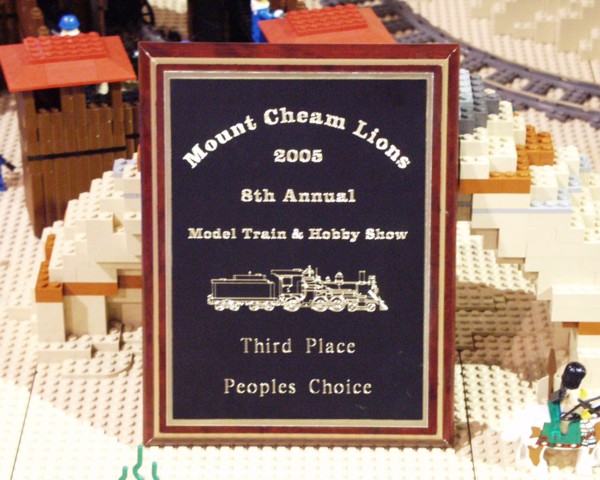 Mount Cheam Lions
2005
8th Annual
Model Train & Hobby Show
Third Place
Peoples Choice